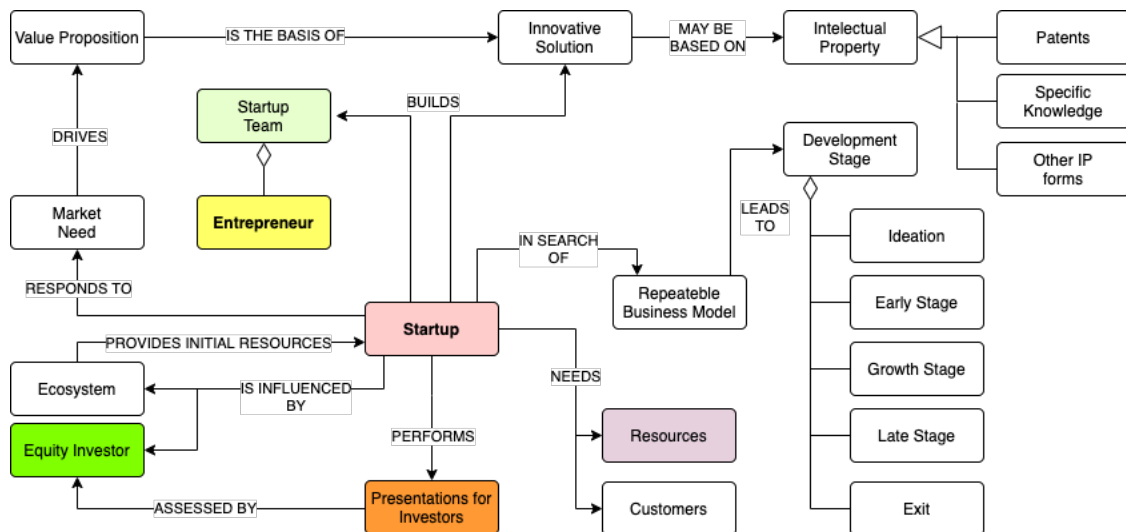 Value Proposition
IS THE BASIS OF
Innovative
Solution
MAY BE
BASED ON
Intelectual
Property
Patents
Specific
Knowledge
Other IP
forms
Startup
Team
BUILDS
DRIVES
Entrepreneur
Development
Stage
Market
Need
LEADS
TO
Ideation
IN SEARCH
OF
Repeateble
Business Model
Early Stage
RESPONDS TO
Startup
PROVIDES INITIAL RESOURCES
Growth Stage
Ecosystem
IS INFLUENCED
BY
NEEDS
Equity Investor
PERFORMS
Resources
Late Stage
ASSESSED BY
Presentations for
Investors
Customers
Exit